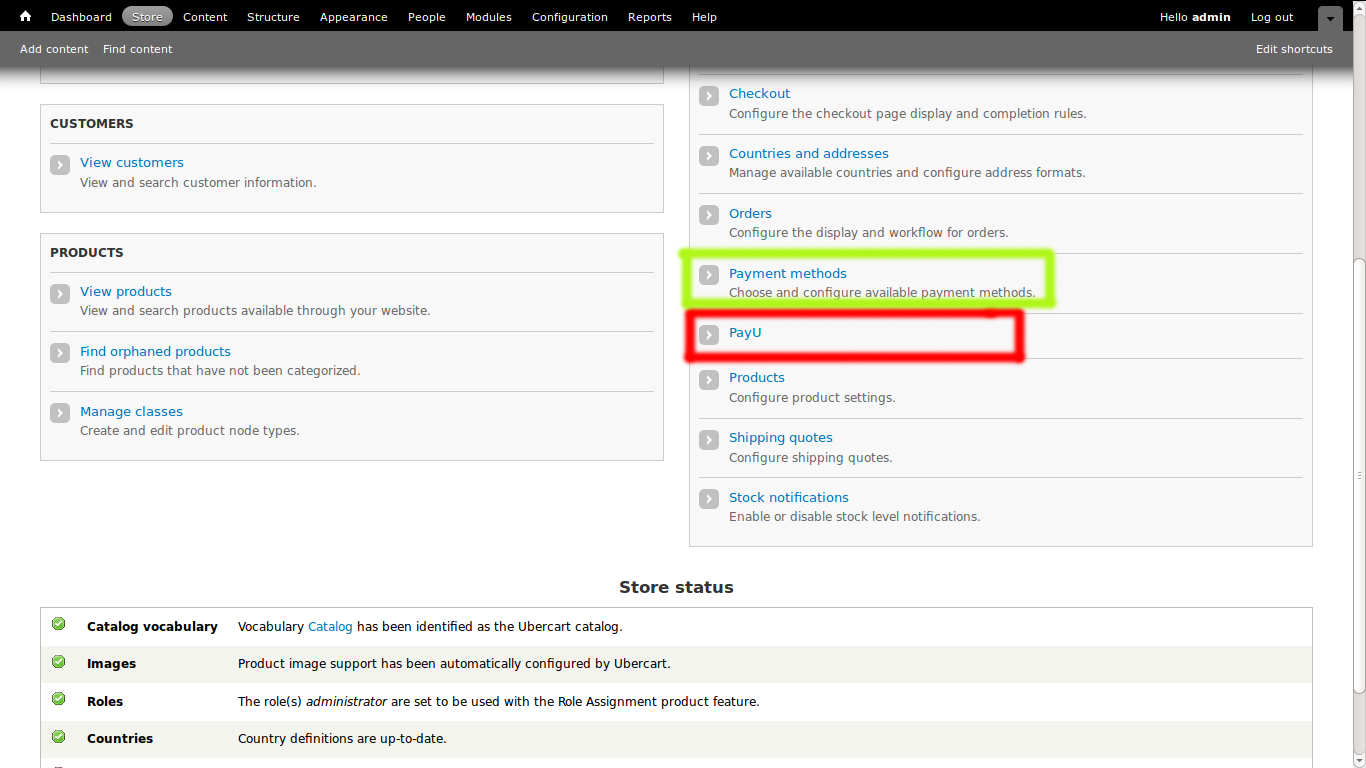 Dashboard Store Content Structure Appearance People Modules Configuration Reports Help Hello admin Log out
Add content Find content Edit shortcuts
CUSTOMERS
View customers
View and search customer information.
PRODUCTS
View products
View and search products available through your website.
Find orphaned products
Find products that have not been categorized.
Manage classes
Create and edit product node types.
Checkout
Configure the checkout page display and completion rules.
Countries and addresses
Manage available countries and configure address formats.
Orders
Configure the display and workflow for orders.
Payment methods
Choose and configure available payment methods.
PayU
Products
Configure product settings.
Shipping quotes
Configure shipping quotes.
Stock notifications
Enable or disable stock level notifications.
Store status
Catalog vocabulary Vocabulary Catalog has been identified as the Ubercart catalog.
Images Product image support has been automatically configured by Ubercart.
Roles The role(s) administrator are set to be used with the Role Assignment product feature.
Countries Country definitions are up-to-date.